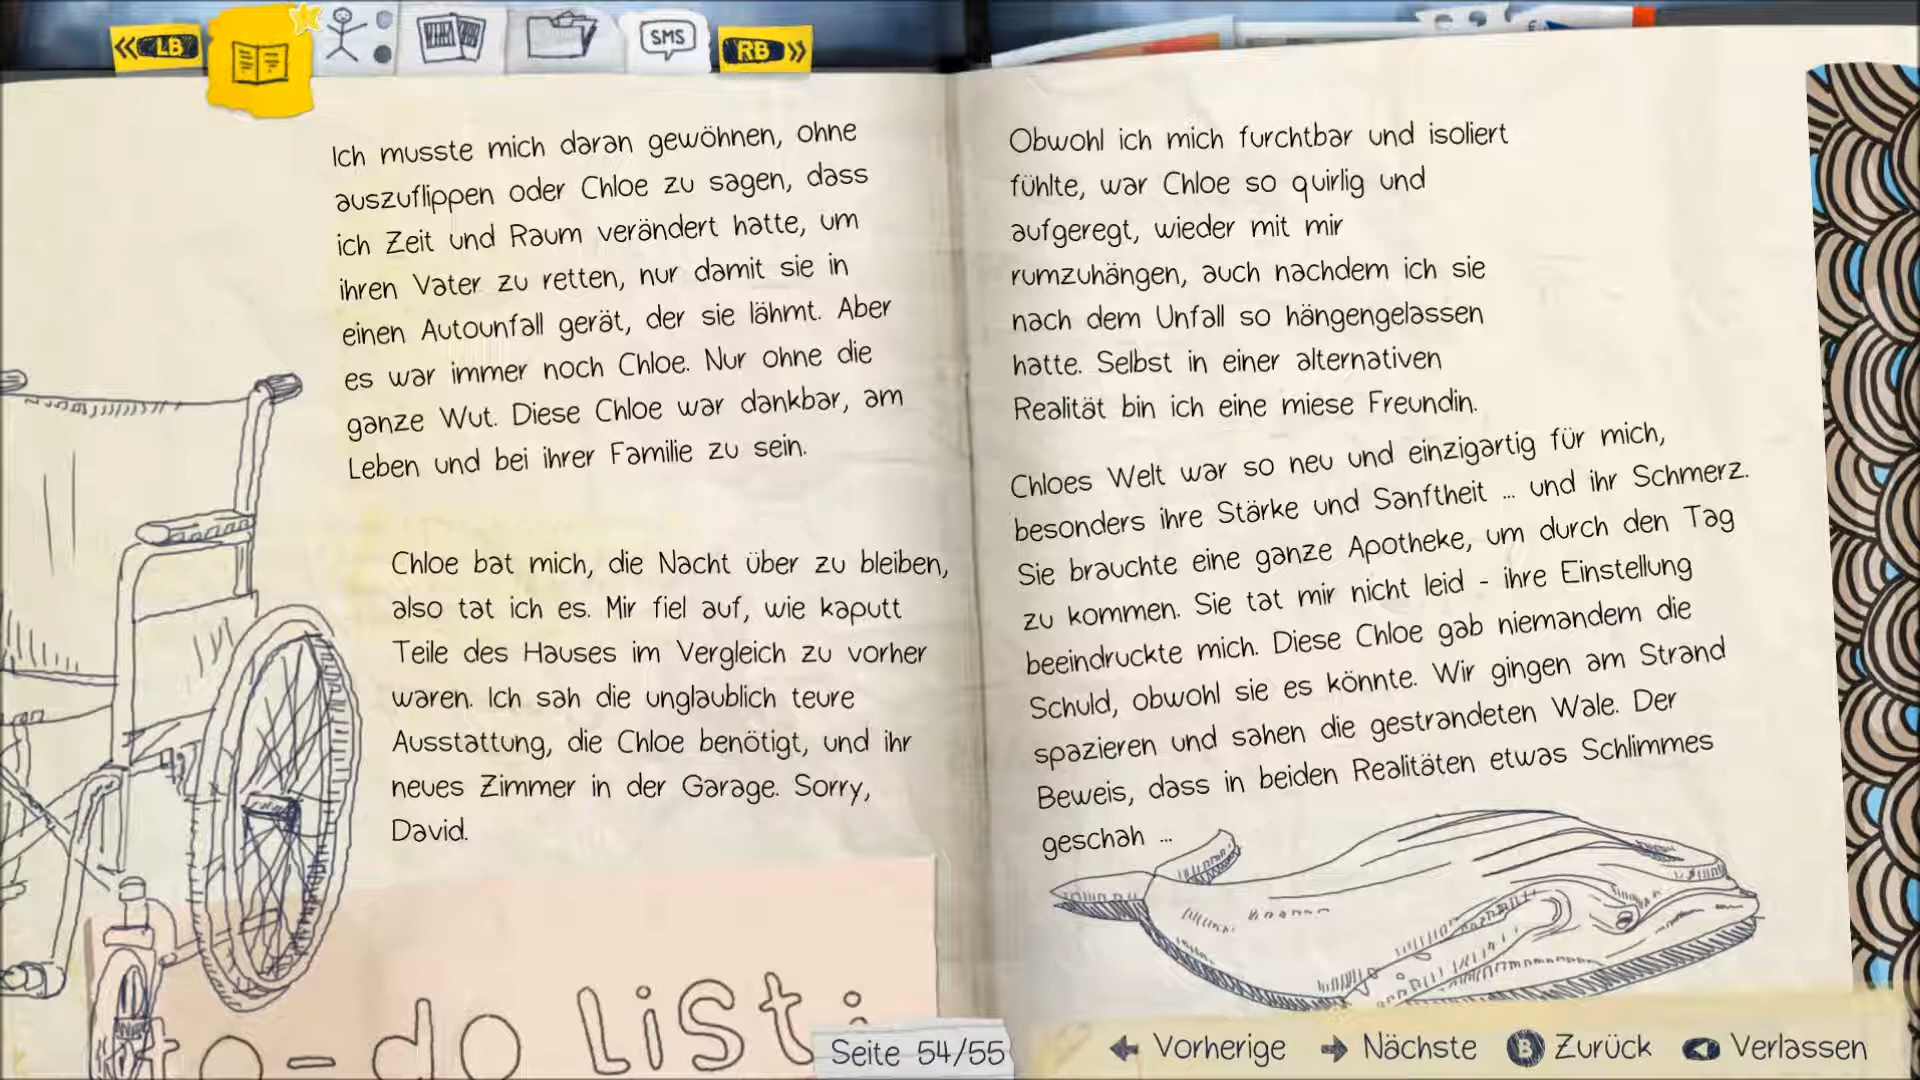 LB
SMS
RB
Ich musste mich daran gewöhnen, ohne
auszuflippen oder Chloe zu sagen, dass
ich Zeit und Raum verändert hatte, um
ihren Vater zu retten, nur damit sie in
einen Autounfall gerät, der sie lähmt. Aber
es war immer noch Chloe. Nur ohne die
ganze Wut. Diese Chloe war dankbar, am
Leben und bei ihrer Familie zu sein.
Chloe bat mich, die Nacht über zu bleiben,
also tat ich es. Mir fiel auf, wie kaputt
Teile des Hauses im Vergleich zu vorher
waren. Ich sah die unglaublich teure
Ausstattung, die Chloe benötigt, und ihr
neues Zimmer in der Garage. Sorry,
David.
to-do List:
Obwohl ich mich furchtbar und isoliert
fühlte, war Chloe so quirlig und
aufgeregt, wieder mit mir
rumzuhängen, auch nachdem ich sie
nach dem Unfall so hängengelassen
hatte. Selbst in einer alternativen
Realität bin ich eine miese Freundin.
Chloes Welt war so neu und einzigartig für mich,
besonders ihre Stärke und Sanftheit ... und ihr Schmerz.
Sie brauchte eine ganze Apotheke, um durch den Tag
zu kommen. Sie tat mir nicht leid - ihre Einstellung
beeindruckte mich. Diese Chloe gab niemandem die
Schuld, obwohl sie es könnte. Wir gingen am Strand
spazieren und sahen die gestrandeten Wale. Der
Beweis, dass in beiden Realitäten etwas Schlimmes
geschah ...
Seite 54/55
Vorherige
Nächste
B Zurück
Verlassen